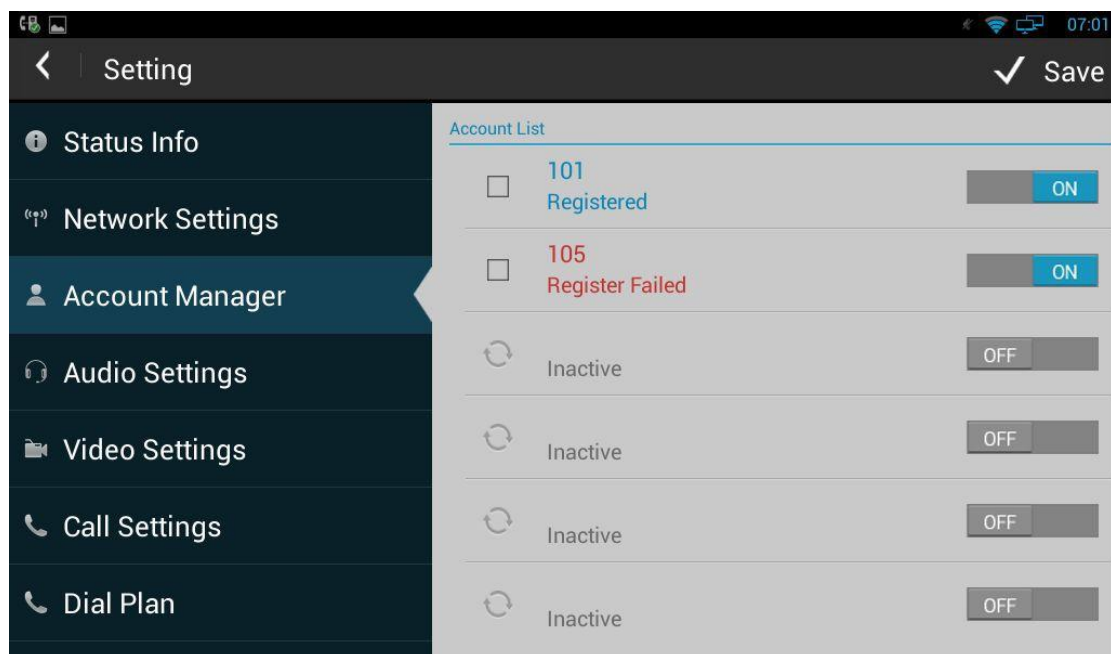 07:01
Setting
Save
Status Info
Network Settings
Account Manager
Audio Settings
Video Settings
Call Settings
Dial Plan
Account List
101
Registered
ON
105
Register Failed
ON
Inactive
OFF
Inactive
OFF
Inactive
OFF
Inactive
OFF